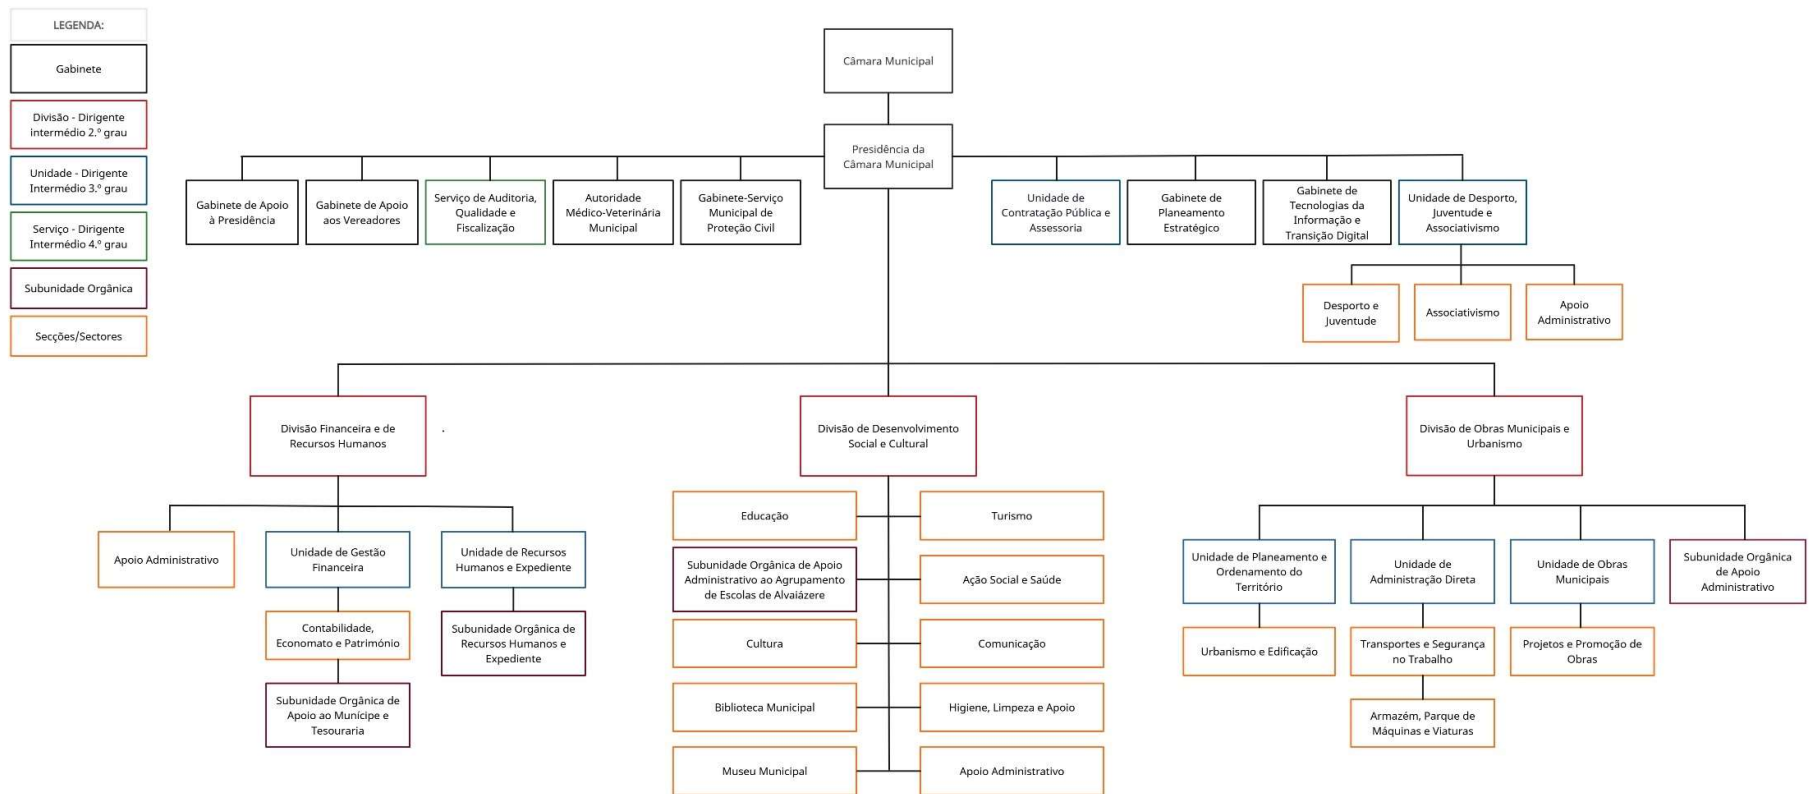 LEGENDA:
Gabinete
Divisão - Dirigente
intermédio 2.º grau
Unidade - Dirigente
Intermédio 3.º grau
Serviço - Dirigente
Intermédio 4.º grau
Subunidade Orgânica
Secções/Sectores
Câmara Municipal
Presidência da
Câmara Municipal
Gabinete de Apoio
à Presidência
Gabinete de Apoio
aos Vereadores
Serviço de Auditoria,
Qualidade e
Fiscalização
Autoridade
Médico-Veterinária
Municipal
Gabinete-Serviço
Municipal de
Proteção Civil
Unidade de
Contratação Pública e
Assessoria
Gabinete de
Planeamento
Estratégico
Gabinete de
Tecnologias da
Informação e
Transição Digital
Unidade de Desporto,
Juventude e
Associativismo
Desporto e
Juventude
Associativismo
Apoio
Administrativo
Divisão Financeira e de
Recursos Humanos
.
Divisão de Desenvolvimento
Social e Cultural
Divisão de Obras Municipais e
Urbanismo
Apoio Administrativo
Unidade de Gestão
Financeira
Unidade de Recursos
Humanos e Expediente
Contabilidade,
Economato e Património
Subunidade Orgânica de
Recursos Humanos e
Expediente
Subunidade Orgânica de
Apoio ao Munícipe e
Tesouraria
Educação
Turismo
Subunidade Orgânica de Apoio
Administrativo ao Agrupamento
de Escolas de Alvaiázere
Ação Social e Saúde
Cultura
Comunicação
Biblioteca Municipal
Higiene, Limpeza e Apoio
Museu Municipal
Apoio Administrativo
Unidade de Planeamento e
Ordenamento do
Território
Unidade de
Administração Direta
Unidade de Obras
Municipais
Subunidade Orgânica
de Apoio
Administrativo
Urbanismo e Edificação
Transportes e Segurança
no Trabalho
Projetos e Promoção de
Obras
Armazém, Parque de
Máquinas e Viaturas